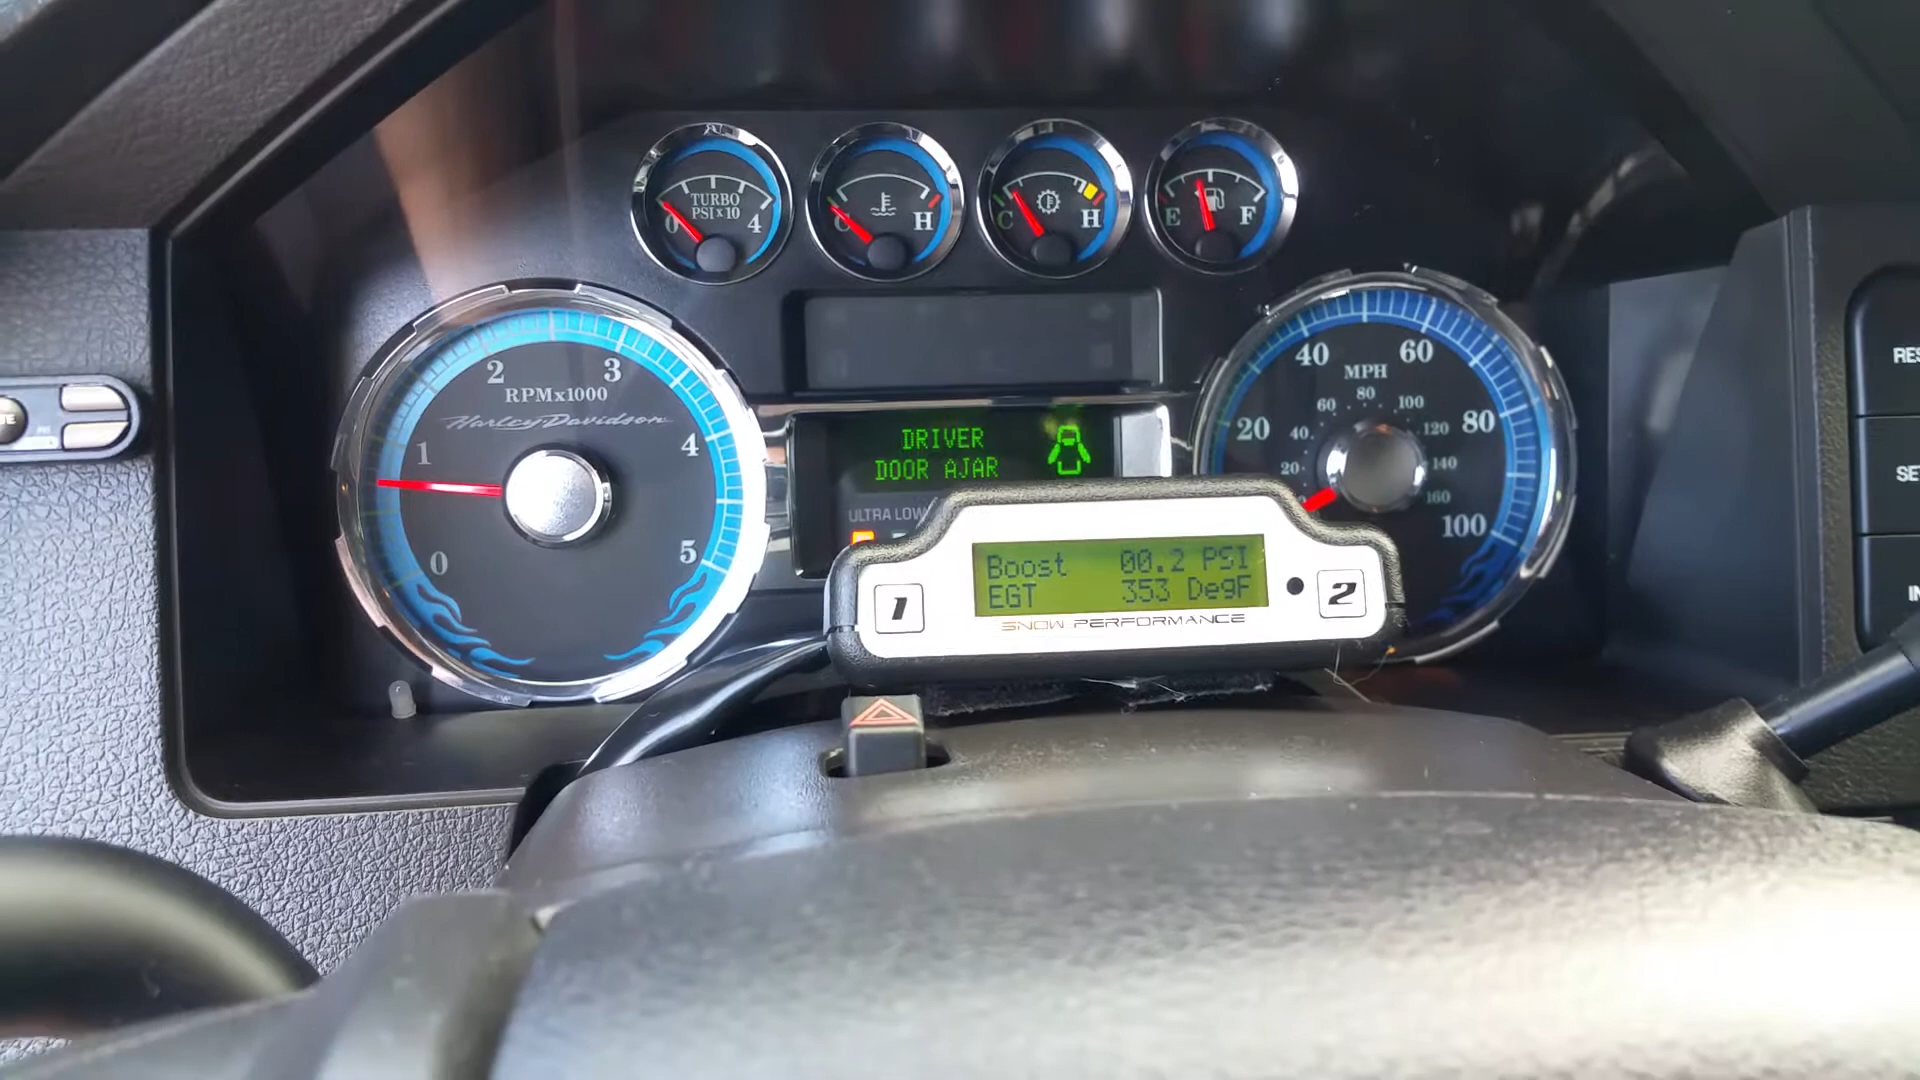 TURBO
PSI x 10
0 4
C H
C H
E F
0 1 2 3 4 5
RPMx1000
Harley-Davidson
DRIVER
DOOR AJAR
ULTRA LOW
20 40 60 80 100
MPH
20 40 60 80 100 120 140 160
Boost 00.2 PSI
EGT 353 DegF
1
2
SNOW PERFORMANCE
RES
SE
IN